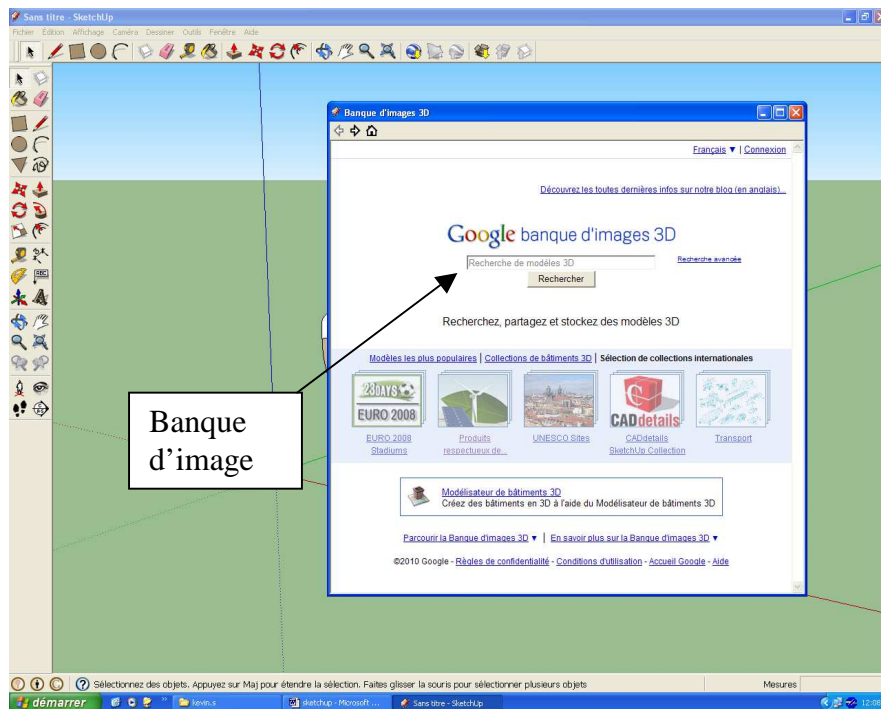 Sans titre - SketchUp
Fichier Édition Affichage Caméra Dessiner Outils Fenêtre Aide
Banque d'images 3D
Français ▼ | Connexion
Découvrez les toutes dernières infos sur notre blog (en anglais)...
Google banque d'images 3D
Recherche de modèles 3D
Recherche avancée
Rechercher
Recherchez, partagez et stockez des modèles 3D
Modèles les plus populaires | Collections de bâtiments 3D | Sélection de collections internationales
23DAYS
EURO 2008
CADdetails
EURO 2008 Stadiums
Produits respectueux de...
UNESCO Sites
CADdetails SketchUp Collection
Transport
Banque
d'image
Modélisateur de bâtiments 3D
Créez des bâtiments en 3D à l'aide du Modélisateur de bâtiments 3D
Parcourir la Banque d'images 3D ▼ | En savoir plus sur la Banque d'images 3D ▼
©2010 Google - Règles de confidentialité - Conditions d'utilisation - Accueil Google - Aide
Sélectionnez des objets. Appuyez sur Maj pour étendre la sélection. Faites glisser la souris pour sélectionner plusieurs objets
Mesures
démarrer
kevin.s
sketchup - Microsoft ...
Sans titre - SketchUp
12:08